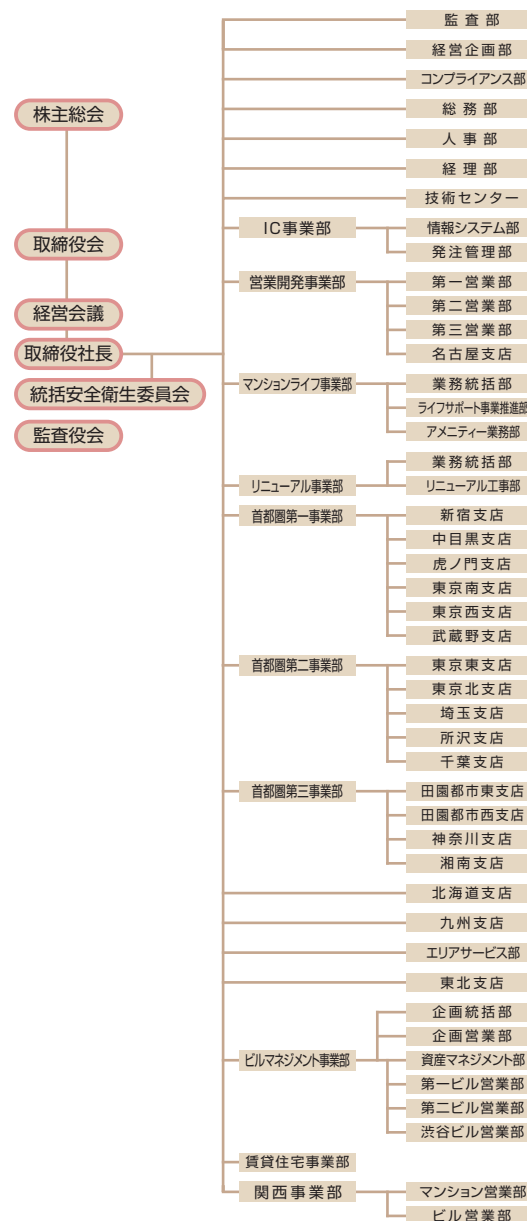 株主総会
取締役会
経営会議
取締役社長
統括安全衛生委員会
監査役会
監査部
経営企画部
コンプライアンス部
総務部
人事部
経理部
技術センター
IC事業部
情報システム部
発注管理部
営業開発事業部
第一営業部
第二営業部
第三営業部
名古屋支店
マンションライフ事業部
業務統括部
ライフサポート事業推進部
アメニティー業務部
リニューアル事業部
業務統括部
リニューアル工事部
首都圏第一事業部
新宿支店
中目黒支店
虎ノ門支店
東京南支店
東京西支店
武蔵野支店
首都圏第二事業部
東京東支店
東京北支店
埼玉支店
所沢支店
千葉支店
首都圏第三事業部
田園都市東支店
田園都市西支店
神奈川支店
湘南支店
北海道支店
九州支店
エリアサービス部
東北支店
ビルマネジメント事業部
企画統括部
企画営業部
資産マネジメント部
第一ビル営業部
第二ビル営業部
渋谷ビル営業部
賃貸住宅事業部
関西事業部
マンション営業部
ビル営業部